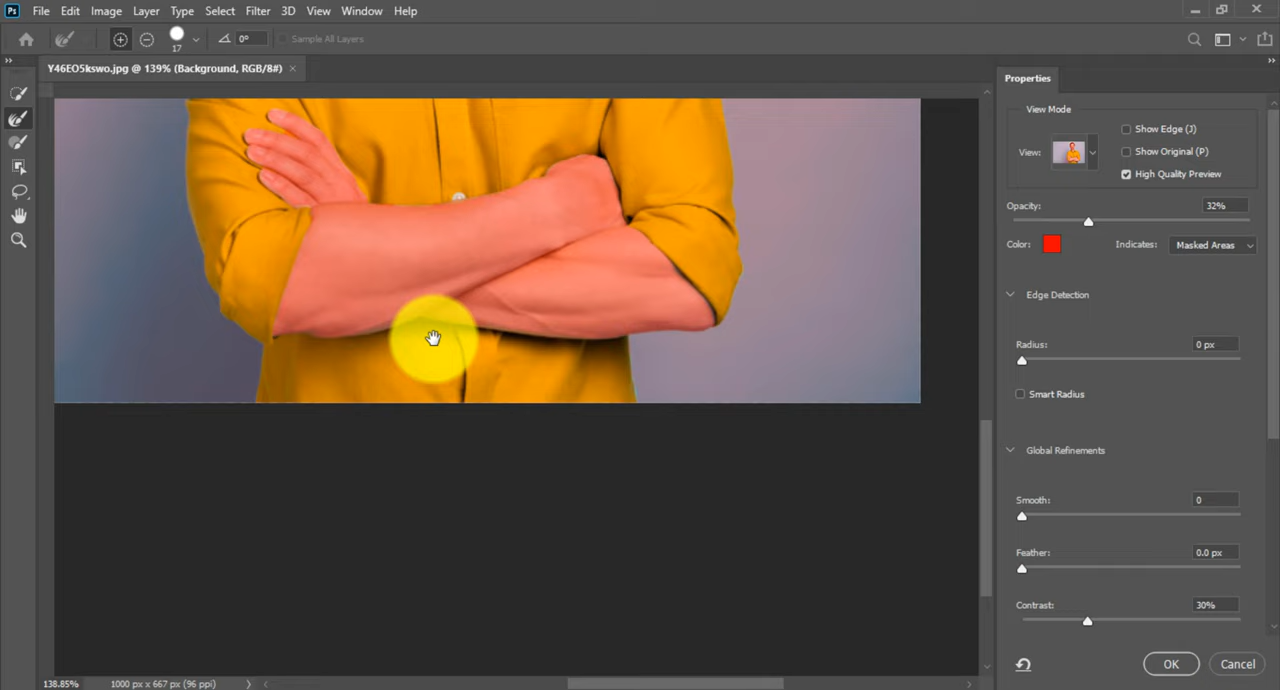 Ps File Edit Image Layer Type Select Filter 3D View Window Help
17 0° Sample All Layers
Y46EO5kswo.jpg @ 139% (Background, RGB/8#) ×
Properties
View Mode
Show Edge (J)
View: Show Original (P)
High Quality Preview
Opacity: 32%
Color: Indicates: Masked Areas
Edge Detection
Radius: 0 px
Smart Radius
Global Refinements
Smooth: 0
Feather: 0.0 px
Contrast: 30%
OK Cancel
138.85% 1000 px x 667 px (96 ppi)